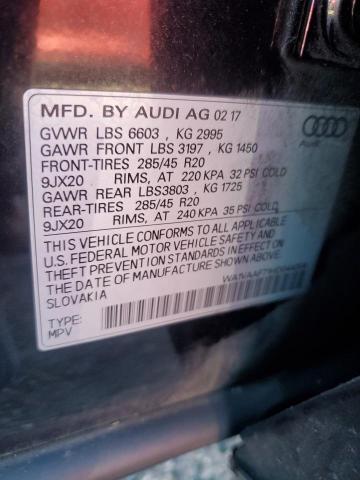 MFD. BY AUDI AG 02 17
GVWR LBS 6603 , KG 2995
GAWR FRONT LBS 3197 , KG 1450
FRONT-TIRES 285/45 R20
9JX20 RIMS, AT 220 KPA 32 PSI COLD
GAWR REAR LBS3803 , KG 1725
REAR-TIRES 285/45 R20
9JX20 RIMS, AT 240 KPA 35 PSI COLD
THIS VEHICLE CONFORMS TO ALL APPLICABLE
U.S. FEDERAL MOTOR VEHICLE SAFETY AND
THEFT PREVENTION STANDARDS IN EFFECT ON
THE DATE OF MANUFACTURE SHOWN ABOVE
SLOVAKIA
TYPE:
MPV